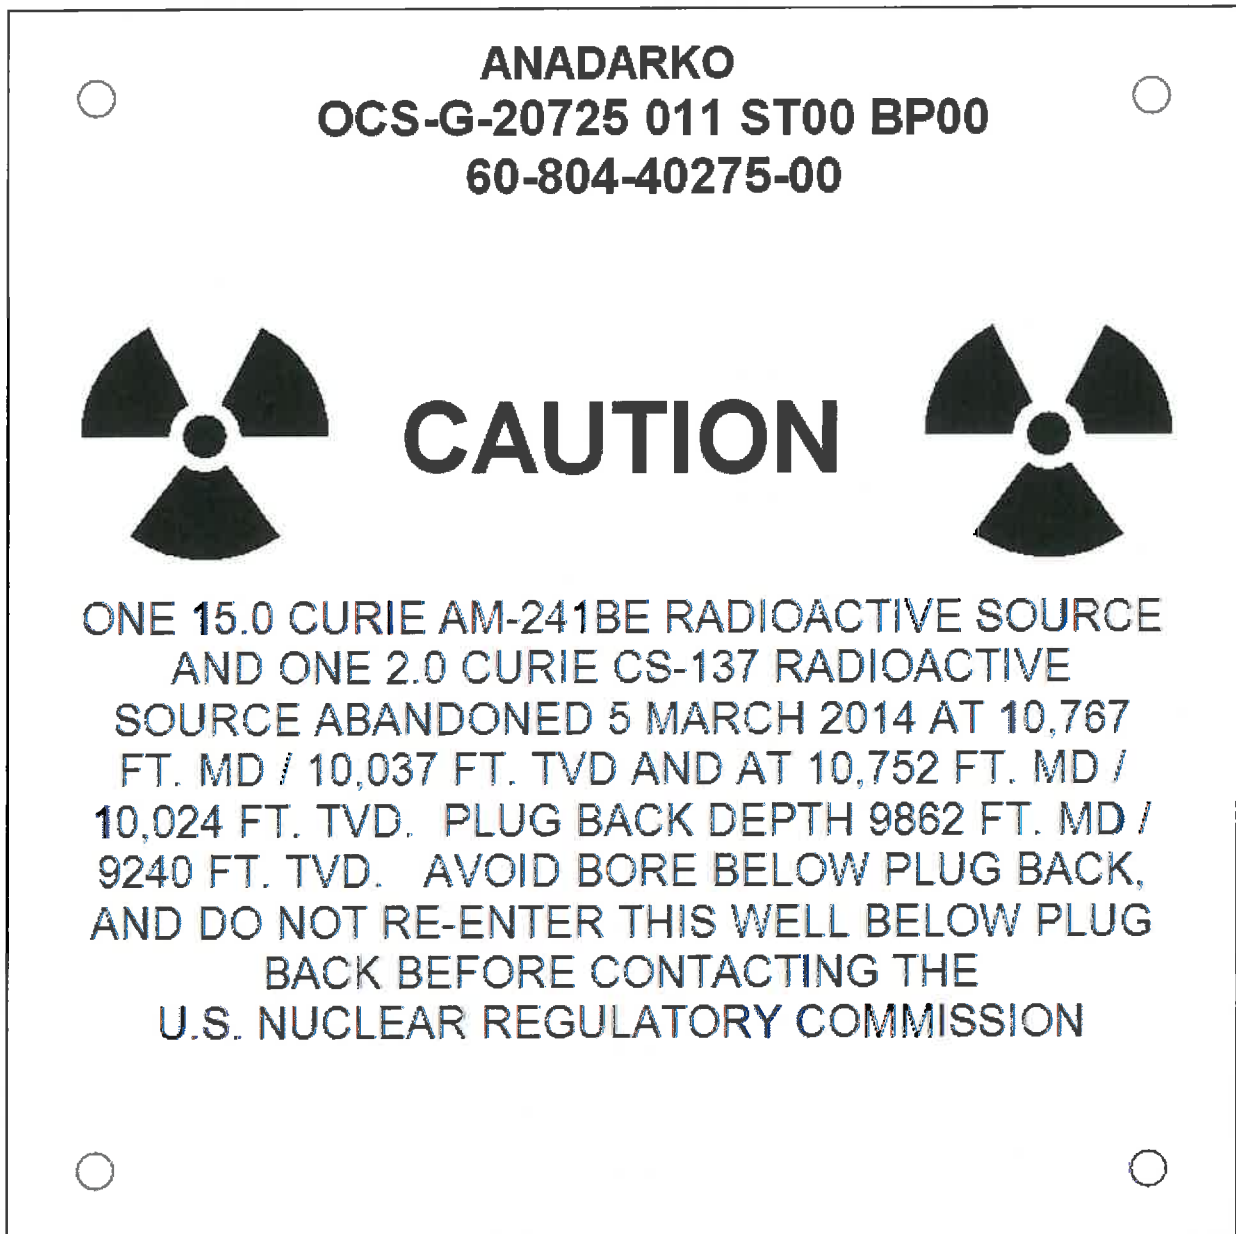 ANADARKO
OCS-G-20725 011 ST00 BP00
60-804-40275-00
CAUTION
ONE 15.0 CURIE AM-241BE RADIOACTIVE SOURCE
AND ONE 2.0 CURIE CS-137 RADIOACTIVE
SOURCE ABANDONED 5 MARCH 2014 AT 10,767
FT. MD / 10,037 FT. TVD AND AT 10,752 FT. MD /
10,024 FT. TVD. PLUG BACK DEPTH 9862 FT. MD /
9240 FT. TVD. AVOID BORE BELOW PLUG BACK,
AND DO NOT RE-ENTER THIS WELL BELOW PLUG
BACK BEFORE CONTACTING THE
U.S. NUCLEAR REGULATORY COMMISSION